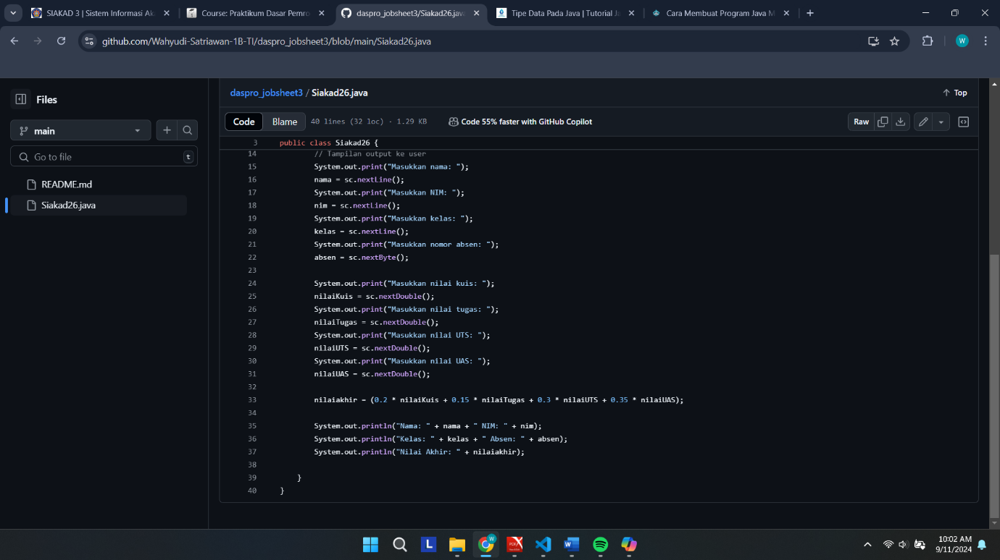 SIAKAD 3 | Sistem Informasi Aka
Course: Praktikum Dasar Pemro
daspro_jobsheet3/Siakad26.java
Tipe Data Pada Java | Tutorial Ja
Cara Membuat Program Java M
github.com/Wahyudi-Satriawan-1B-TI/daspro_jobsheet3/blob/main/Siakad26.java
W
Files
main
Go to file
t
README.md
Siakad26.java
daspro_jobsheet3 / Siakad26.java
Top
Code
Blame
40 lines (32 loc) · 1.29 KB
Code 55% faster with GitHub Copilot
Raw
3 public class Siakad26 {
14 // Tampilan output ke user
15 System.out.print("Masukkan nama: ");
16 nama = sc.nextLine();
17 System.out.print("Masukkan NIM: ");
18 nim = sc.nextLine();
19 System.out.print("Masukkan kelas: ");
20 kelas = sc.nextLine();
21 System.out.print("Masukkan nomor absen: ");
22 absen = sc.nextByte();
23
24 System.out.print("Masukkan nilai kuis: ");
25 nilaiKuis = sc.nextDouble();
26 System.out.print("Masukkan nilai tugas: ");
27 nilaiTugas = sc.nextDouble();
28 System.out.print("Masukkan nilai UTS: ");
29 nilaiUTS = sc.nextDouble();
30 System.out.print("Masukkan nilai UAS: ");
31 nilaiUAS = sc.nextDouble();
32
33 nilaiakhir = (0.2 * nilaiKuis + 0.15 * nilaiTugas + 0.3 * nilaiUTS + 0.35 * nilaiUAS);
34
35 System.out.println("Nama: " + nama + " NIM: " + nim);
36 System.out.println("Kelas: " + kelas + " Absen: " + absen);
37 System.out.println("Nilai Akhir: " + nilaiakhir);
38
39 }
40 }
L
W
PDF
W
10:02 AM
9/11/2024